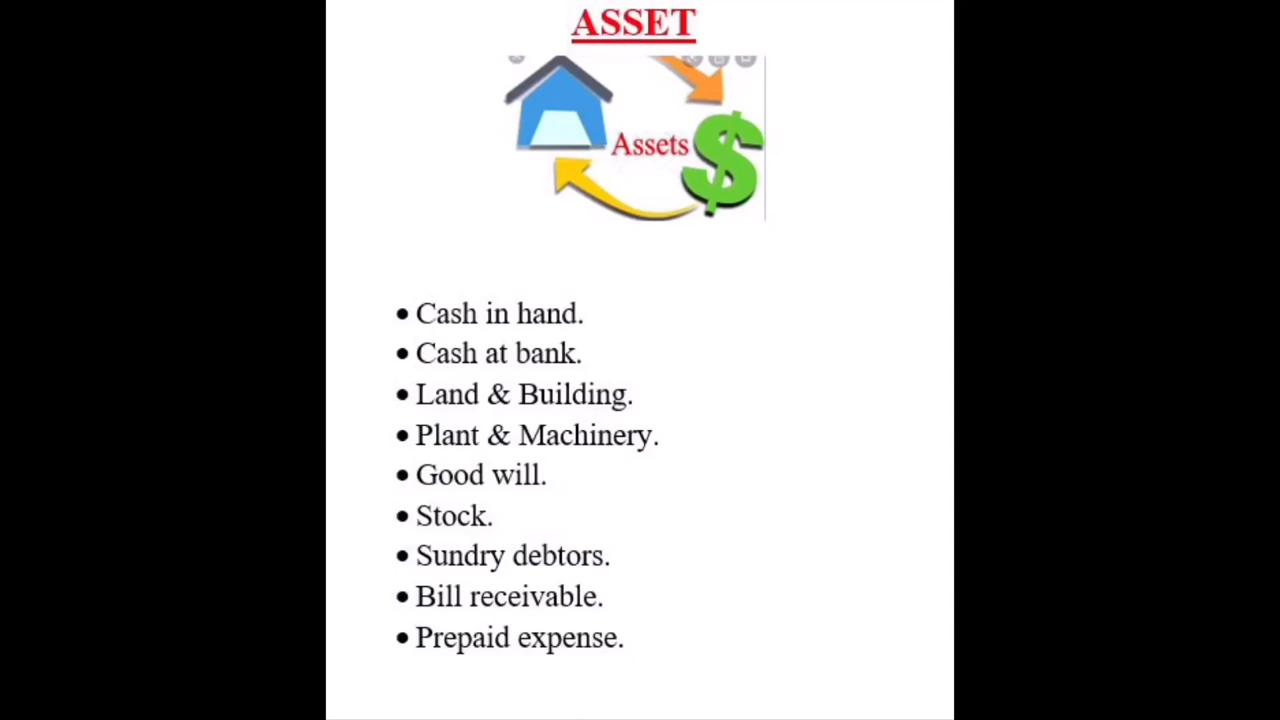 ASSET
Assets
$
• Cash in hand.
• Cash at bank.
• Land & Building.
• Plant & Machinery.
• Good will.
• Stock.
• Sundry debtors.
• Bill receivable.
• Prepaid expense.